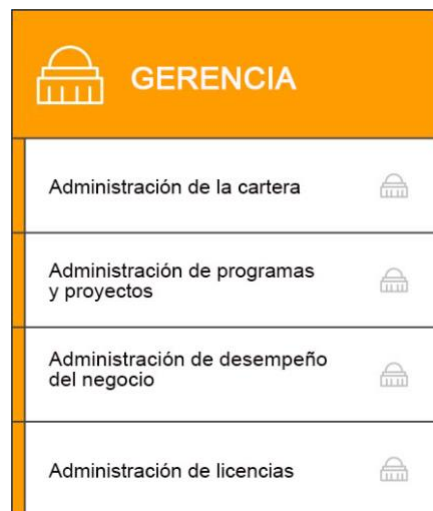 GERENCIA
Administración de la cartera
Administración de programas
y proyectos
Administración de desempeño
del negocio
Administración de licencias